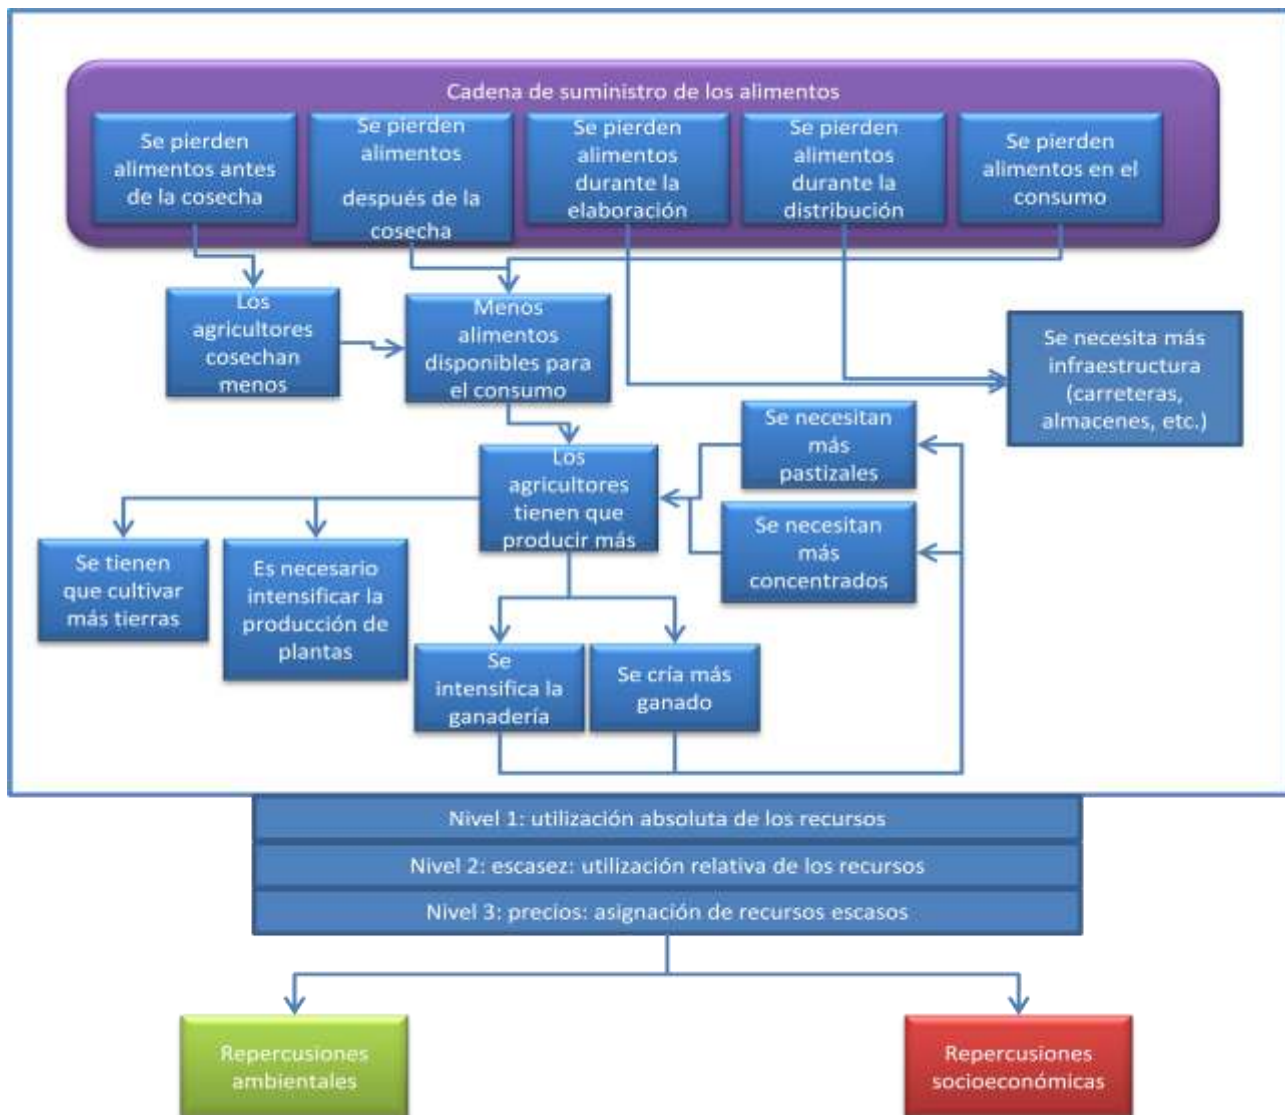 Cadena de suministro de los alimentos
Se pierden
alimentos antes
de la cosecha
Se pierden
alimentos
después de la
cosecha
Se pierden
alimentos
durante la
elaboración
Se pierden
alimentos
durante la
distribución
Se pierden
alimentos en el
consumo
Los
agricultores
cosechan
menos
Menos
alimentos
disponibles para
el consumo
Se necesita más
infraestructura
(carreteras,
almacenes, etc.)
Se necesitan
más
pastizales
Los
agricultores
tienen que
producir más
Se necesitan
más
concentrados
Se tienen
que cultivar
más tierras
Es necesario
intensificar la
producción de
plantas
Se
intensifica la
ganadería
Se cría más
ganado
Nivel 1: utilización absoluta de los recursos
Nivel 2: escasez: utilización relativa de los recursos
Nivel 3: precios: asignación de recursos escasos
Repercusiones
ambientales
Repercusiones
socioeconómicas